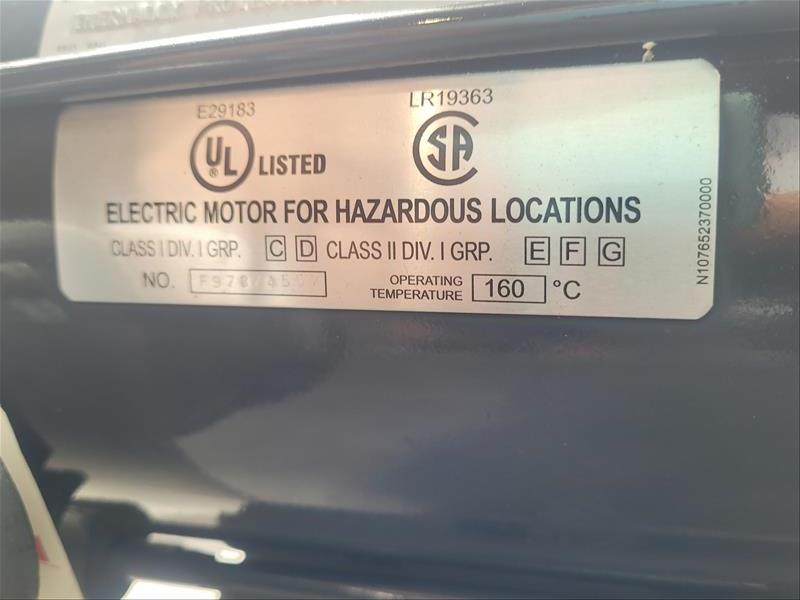 E29183
LR19363
UL
®
LISTED
SA
ELECTRIC MOTOR FOR HAZARDOUS LOCATIONS
CLASS I DIV. I GRP. C D CLASS II DIV. I GRP. E F G
NO.
OPERATING
TEMPERATURE 160 °C
N107652370000